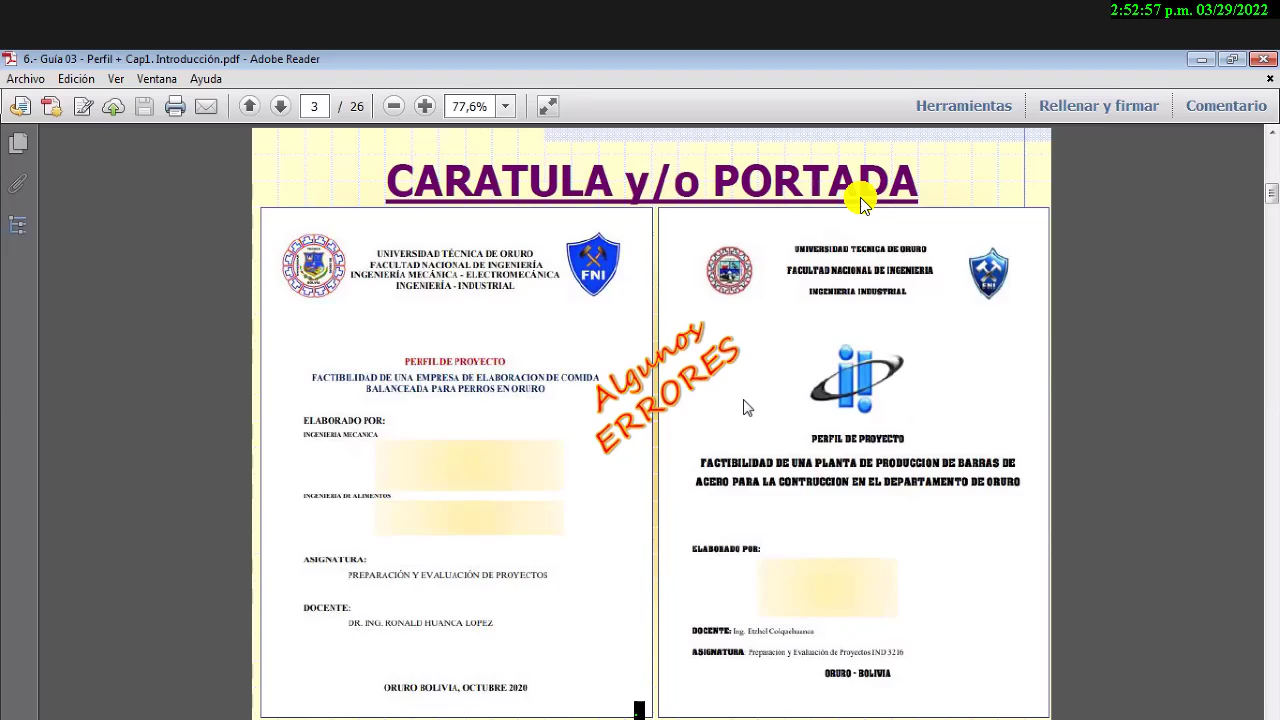 2:52:57 p.m. 03/29/2022
6.- Guía 03 - Perfil + Cap1. Introducción.pdf - Adobe Reader
Archivo Edición Ver Ventana Ayuda
3 / 26 77,6% Herramientas Rellenar y firmar Comentario
CARATULA y/o PORTADA
UNIVERSIDAD TÉCNICA DE ORURO
FACULTAD NACIONAL DE INGENIERÍA
INGENIERÍA MECÁNICA - ELECTROMECÁNICA
INGENIERÍA - INDUSTRIAL
FNI
PERFIL DE PROYECTO
FACTIBILIDAD DE UNA EMPRESA DE ELABORACION DE COMIDA
BALANCEADA PARA PERROS EN ORURO
ELABORADO POR:
INGENIERIA MECANICA
INGENIERIA DE ALIMENTOS
ASIGNATURA:
PREPARACIÓN Y EVALUACIÓN DE PROYECTOS
DOCENTE:
DR. ING. RONALD HUANCA LOPEZ
ORURO BOLIVIA, OCTUBRE 2020
Algunos
ERRORES
UNIVERSIDAD TECNICA DE ORURO
FACULTAD NACIONAL DE INGENIERIA
INGENIERIA INDUSTRIAL
FNI
PERFIL DE PROYECTO
FACTIBILIDAD DE UNA PLANTA DE PRODUCCION DE BARRAS DE
ACERO PARA LA CONTRUCCION EN EL DEPARTAMENTO DE ORURO
ELABORADO POR:
DOCENTE: Ing. Etzhel Coiquehuanca
ASIGNATURA: Preparación y Evaluación de Proyectos IND 3216
ORURO - BOLIVIA